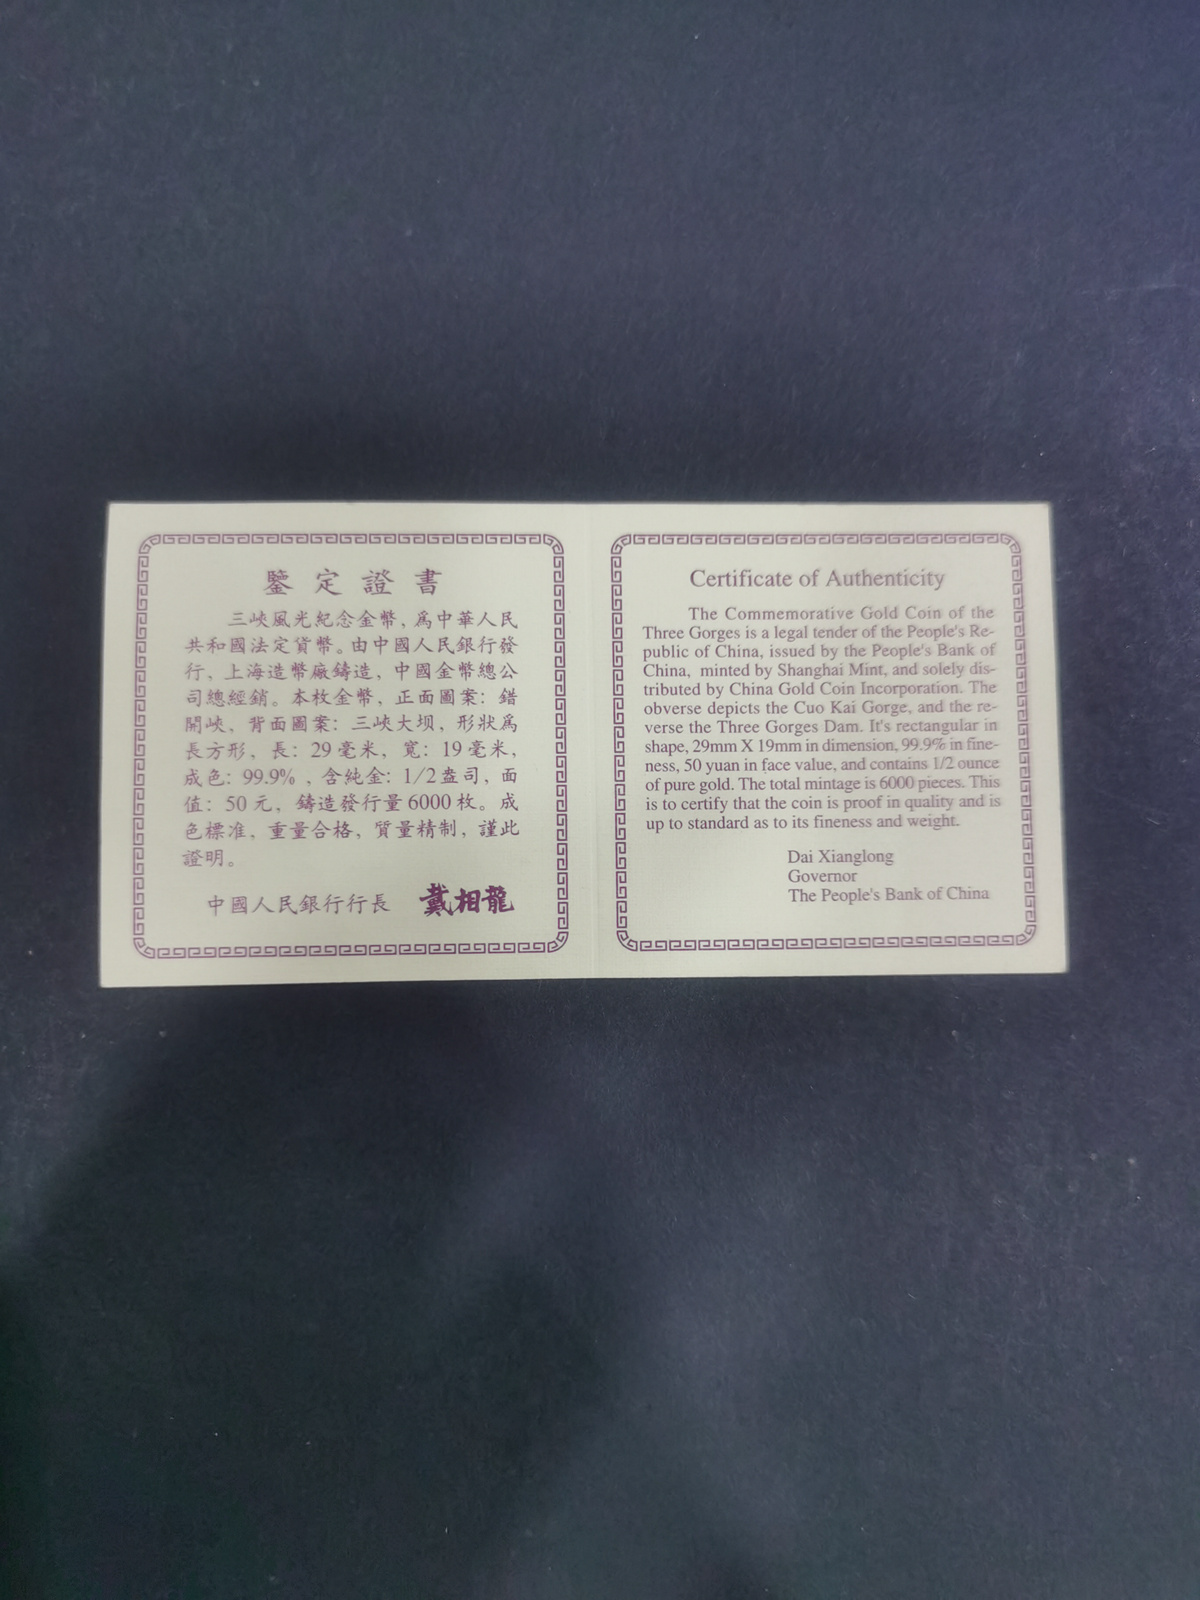 鑒定證書
三峽風光紀念金幣、爲中華人民
共和國法定貨幣。由中國人民銀行發
行，上海造幣廠鑄造，中國金幣總公
司總經銷。本枚金幣，正面圖案：錯
開峽、背面圖案：三峽大坝，形狀爲
長方形，長：29毫米，寬：19毫米，
成色：99.9%，含純金：1/2盎司，面
值：50元，鑄造發行量6000枚。成
色標准，重量合格，質量精制，謹此
證明。
中國人民銀行行長 戴相龍
Certificate of Authenticity
The Commemorative Gold Coin of the
Three Gorges is a legal tender of the People's Re-
public of China, issued by the People's Bank of
China, minted by Shanghai Mint, and solely dis-
tributed by China Gold Coin Incorporation. The
obverse depicts the Cuo Kai Gorge, and the re-
verse the Three Gorges Dam. It's rectangular in
shape, 29mm X 19mm in dimension, 99.9% in fine-
ness, 50 yuan in face value, and contains 1/2 ounce
of pure gold. The total mintage is 6000 pieces. This
is to certify that the coin is proof in quality and is
up to standard as to its fineness and weight.
Dai Xianglong
Governor
The People's Bank of China